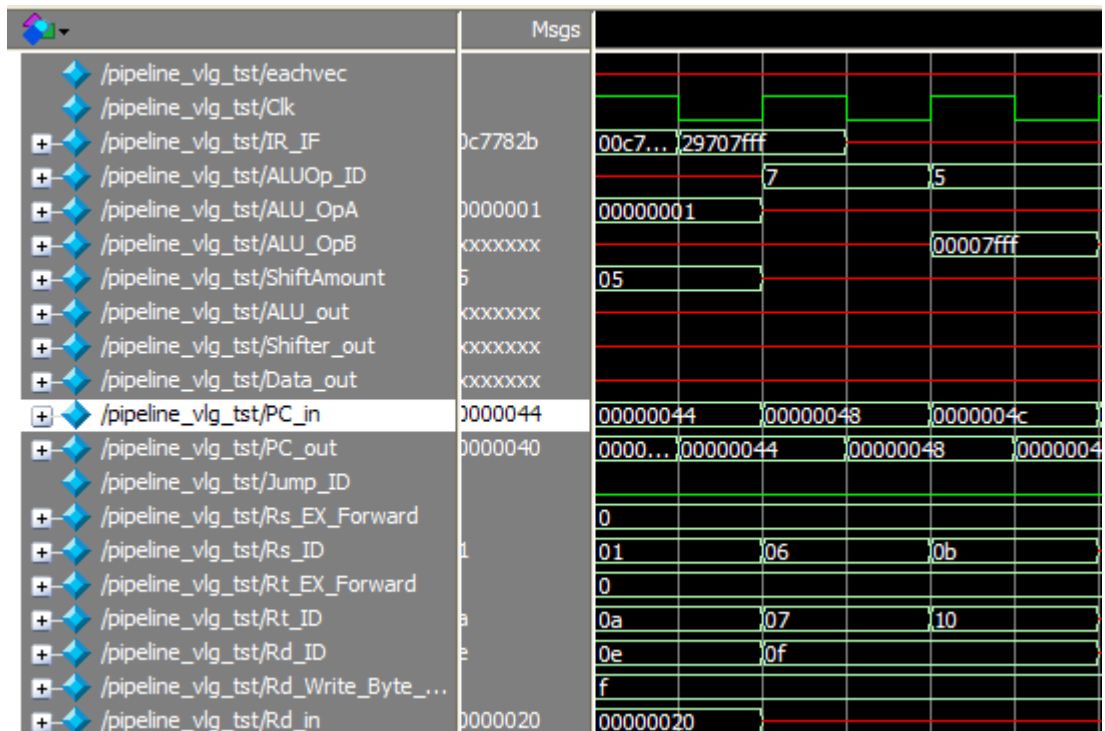 Msgs
/pipeline_vlg_tst/eachvec
/pipeline_vlg_tst/Clk
/pipeline_vlg_tst/IR_IF 0c7782b 00c7... 29707fff
/pipeline_vlg_tst/ALUOp_ID 7 5
/pipeline_vlg_tst/ALU_OpA 0000001 00000001
/pipeline_vlg_tst/ALU_OpB xxxxxxx 00007fff
/pipeline_vlg_tst/ShiftAmount 5 05
/pipeline_vlg_tst/ALU_out xxxxxxx
/pipeline_vlg_tst/Shifter_out xxxxxxx
/pipeline_vlg_tst/Data_out xxxxxxx
/pipeline_vlg_tst/PC_in 0000044 00000044 00000048 0000004c
/pipeline_vlg_tst/PC_out 0000040 0000... 00000044 00000048 0000004
/pipeline_vlg_tst/Jump_ID
/pipeline_vlg_tst/Rs_EX_Forward 0
/pipeline_vlg_tst/Rs_ID 1 01 06 0b
/pipeline_vlg_tst/Rt_EX_Forward 0
/pipeline_vlg_tst/Rt_ID a 0a 07 10
/pipeline_vlg_tst/Rd_ID e 0e 0f
/pipeline_vlg_tst/Rd_Write_Byte_... f
/pipeline_vlg_tst/Rd_in 0000020 00000020